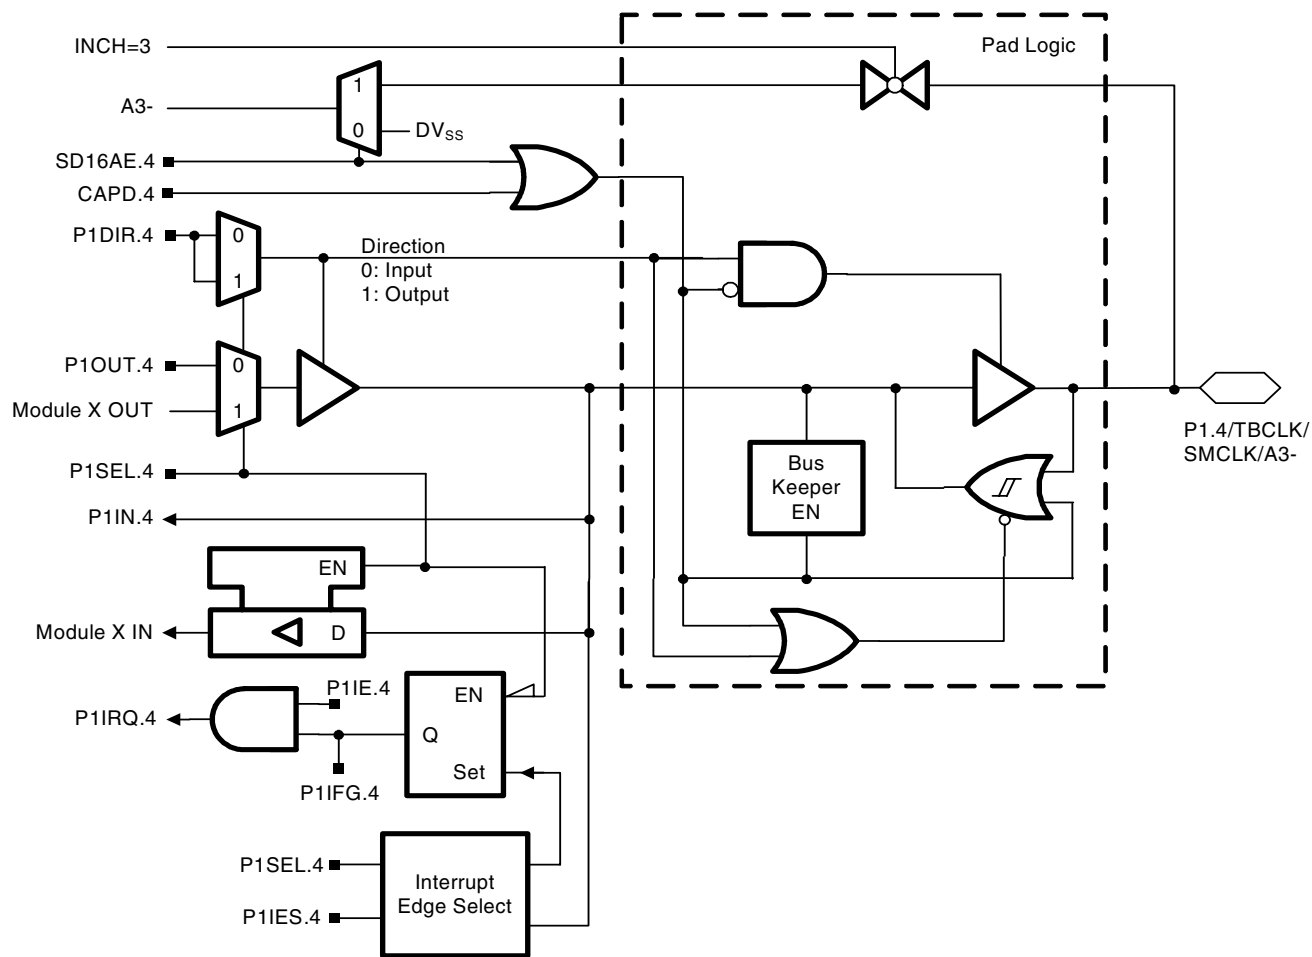 INCH=3
Pad Logic
A3-
1
0
DVSS
SD16AE.4
CAPD.4
P1DIR.4
0
1
Direction
0: Input
1: Output
P1OUT.4
0
Module X OUT
1
P1SEL.4
P1.4/TBCLK/
SMCLK/A3-
Bus
Keeper
EN
P1IN.4
EN
Module X IN
D
P1IE.4
EN
P1IRQ.4
Q
Set
P1IFG.4
P1SEL.4
Interrupt
Edge Select
P1IES.4